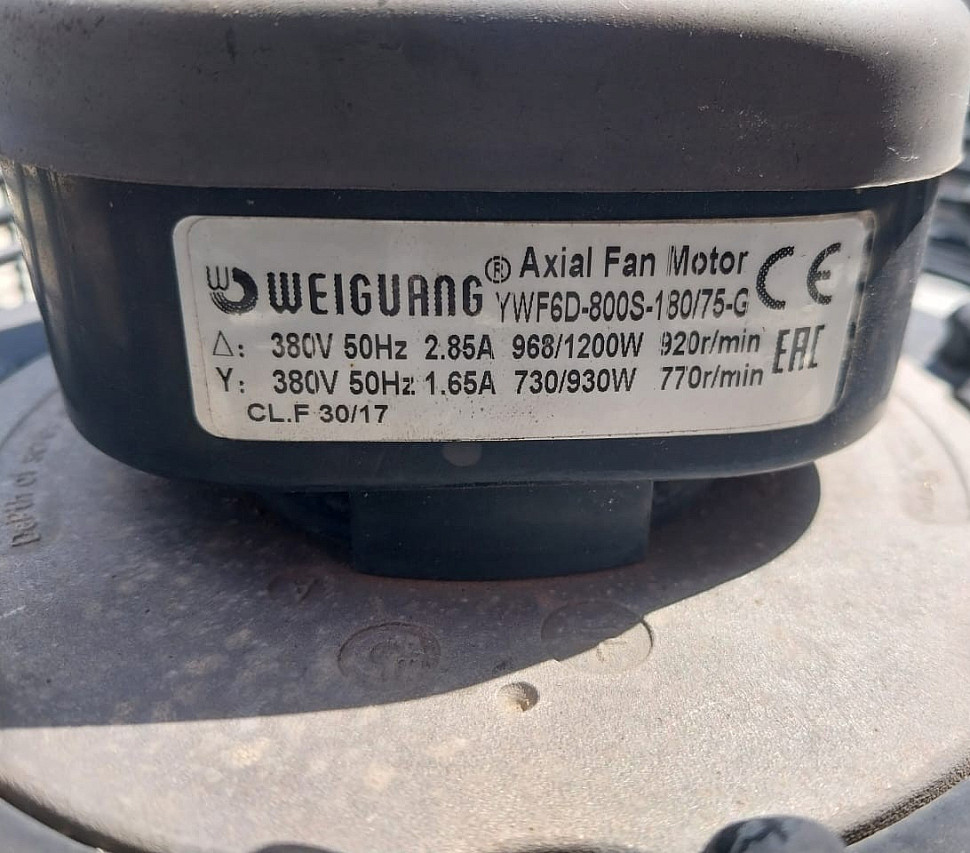 WEIGUANG® Axial Fan Motor CE
YWF6D-800S-180/75-G
△: 380V 50Hz 2.85A 968/1200W 920r/min EAC
Y: 380V 50Hz 1.65A 730/930W 770r/min
CL.F 30/17